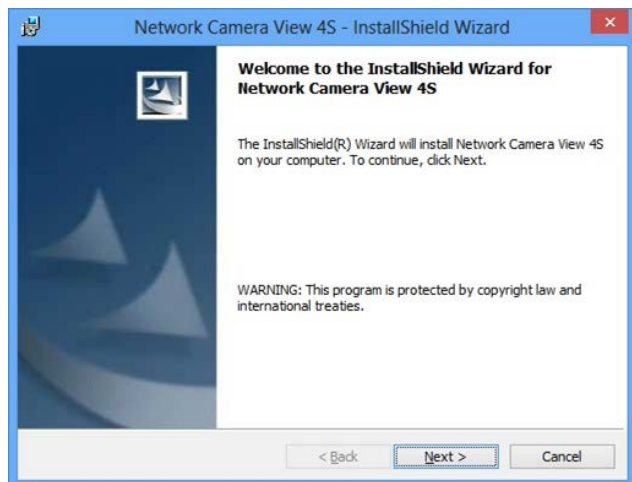 Network Camera View 4S - InstallShield Wizard
Welcome to the InstallShield Wizard for
Network Camera View 4S
The InstallShield(R) Wizard will install Network Camera View 4S
on your computer. To continue, click Next.
WARNING: This program is protected by copyright law and
international treaties.
< Back
Next >
Cancel